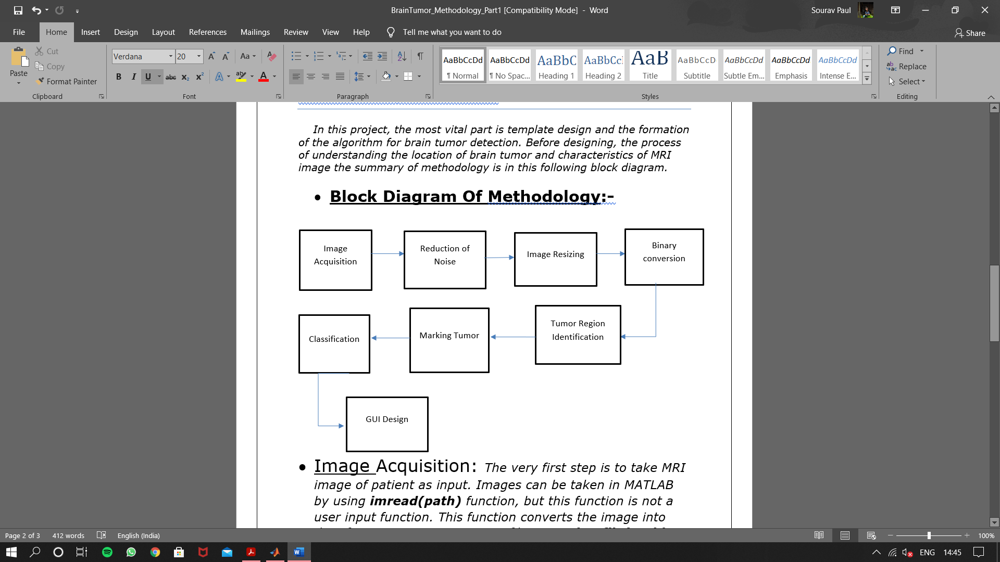 BrainTumor_Methodology_Part1 [Compatibility Mode] - Word
Sourav Paul
File Home Insert Design Layout References Mailings Review View Help Tell me what you want to do
Share
Paste
Cut
Copy
Format Painter
Clipboard
Verdana 20
Font
Paragraph
AaBbCcDd AaBbCcDd AaBbC AaBbCc AaB AaBbCcD AaBbCcDd AaBbCcDd AaBbCcDd
¶ Normal ¶ No Spac... Heading 1 Heading 2 Title Subtitle Subtle Em... Emphasis Intense E...
Styles
Find
Replace
Select
Editing
In this project, the most vital part is template design and the formation
of the algorithm for brain tumor detection. Before designing, the process
of understanding the location of brain tumor and characteristics of MRI
image the summary of methodology is in this following block diagram.
• Block Diagram Of Methodology:-
Image
Acquisition
Reduction of
Noise
Image Resizing
Binary
conversion
Classification
Marking Tumor
Tumor Region
Identification
GUI Design
• Image Acquisition: The very first step is to take MRI
image of patient as input. Images can be taken in MATLAB
by using imread(path) function, but this function is not a
user input function. This function converts the image into
Page 2 of 3 412 words English (India)
100%
ENG 14:45